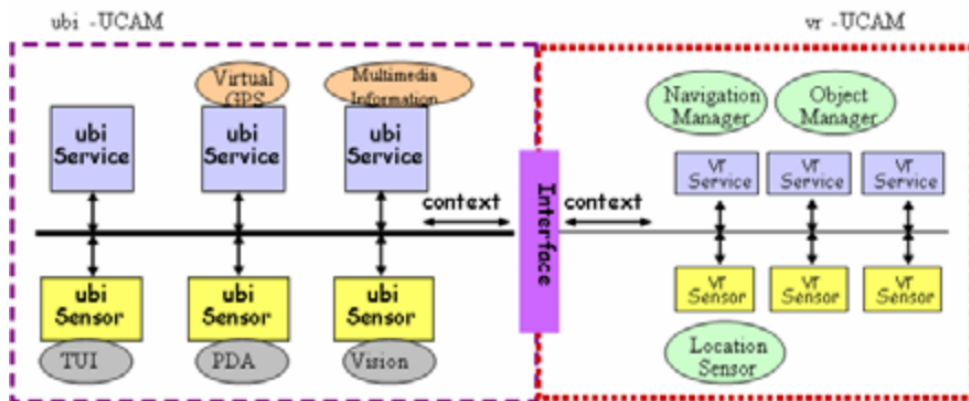 ubi -UCAM
vr -UCAM
Virtual
GPS
Multimedia
Information
ubi
Service
ubi
Service
ubi
Service
context
ubi
Sensor
ubi
Sensor
ubi
Sensor
TUI
PDA
Vision
Interface
context
Navigation
Manager
Object
Manager
vr
Service
vr
Service
vr
Service
vr
Sensor
vr
Sensor
vr
Sensor
Location
Sensor